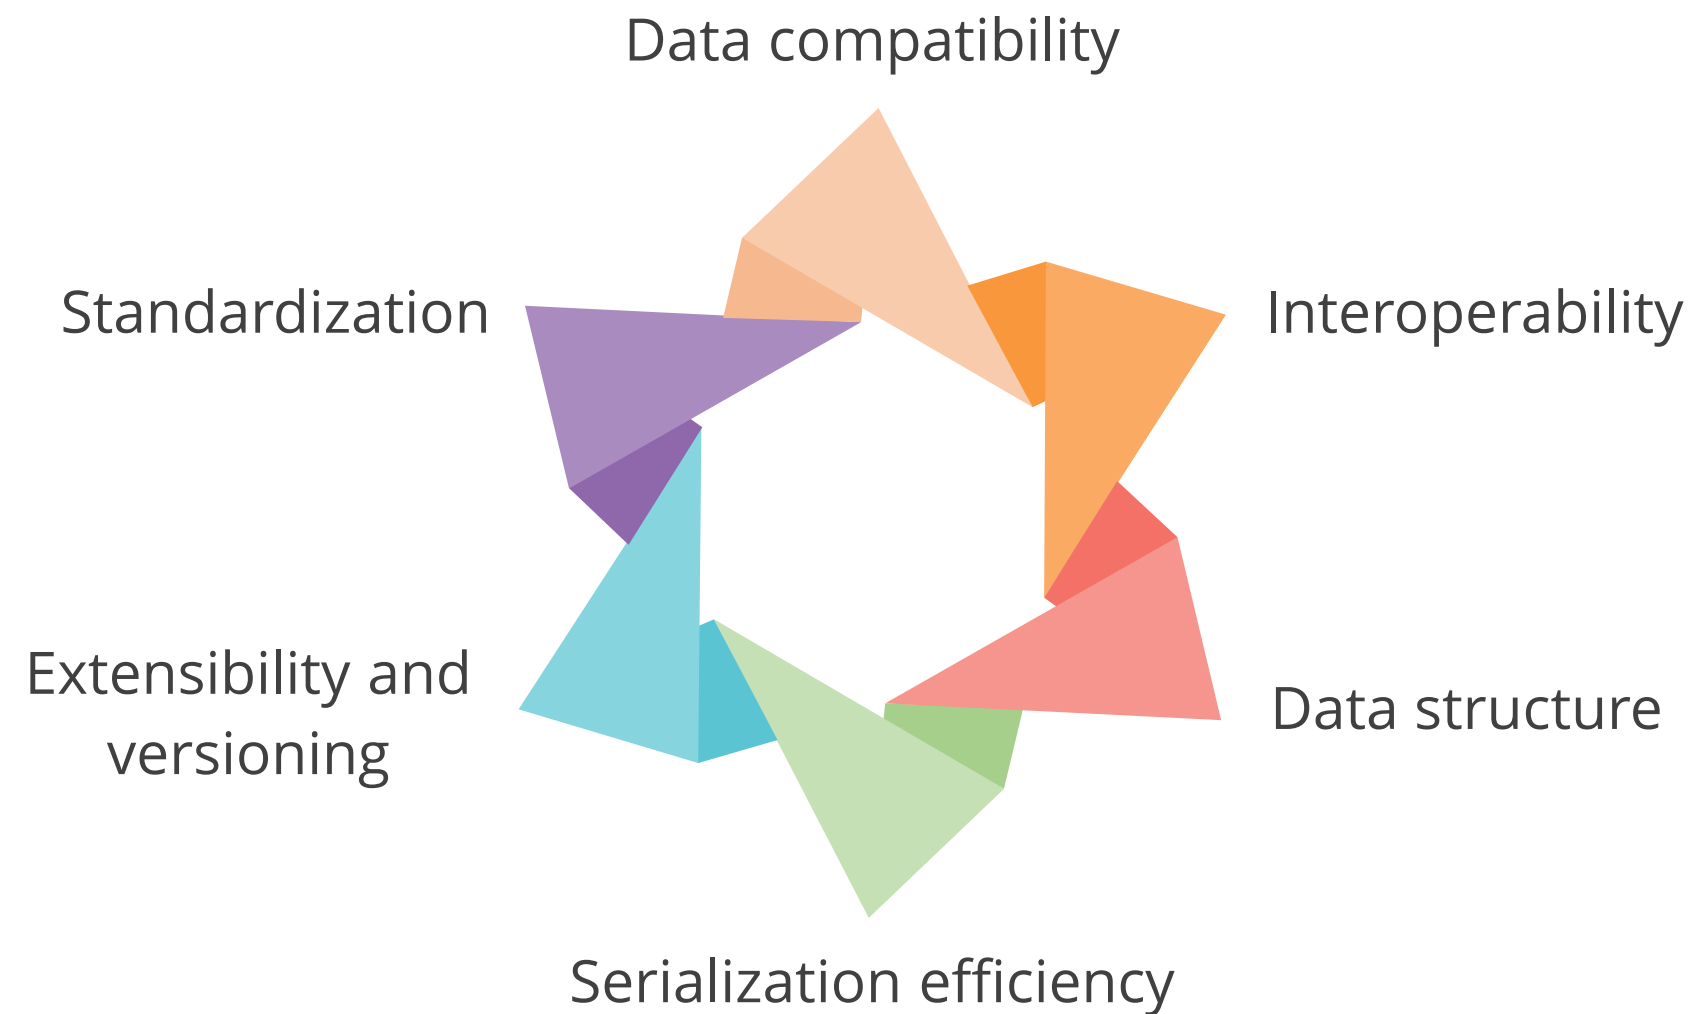 Data compatibility
Standardization
Interoperability
Extensibility and
versioning
Data structure
Serialization efficiency